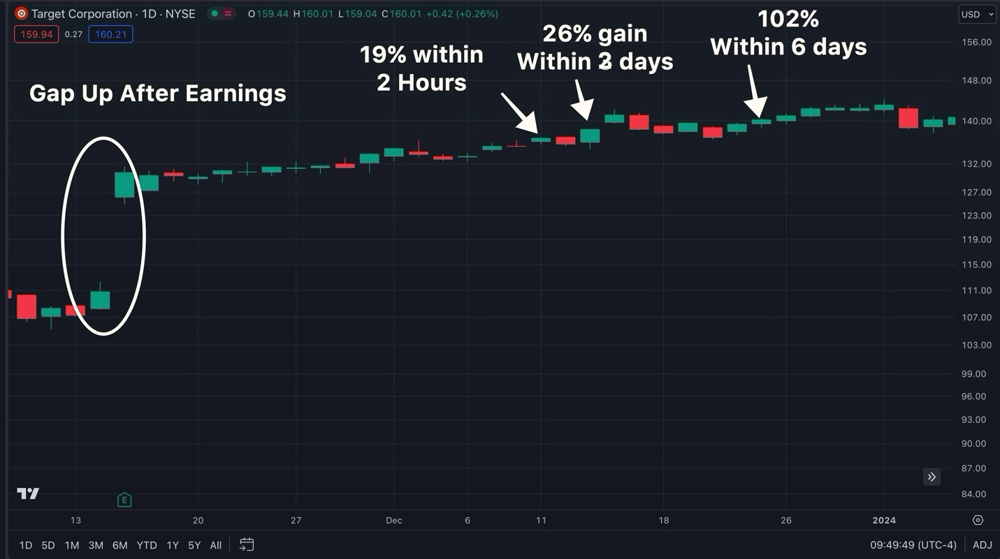 Target Corporation · 1D · NYSE
O159.44 H160.01 L159.04 C160.01 +0.42 (+0.26%)
USD
159.94 0.27 160.21
Gap Up After Earnings
19% within
2 Hours
26% gain
Within days
102%
Within 6 days
156.00
148.00
140.00
132.00
127.00
123.00
119.00
115.00
111.00
107.00
103.00
99.00
96.00
93.00
90.00
87.00
84.00
E
13 20 27 Dec 6 11 18 26 2024
1D 5D 1M 3M 6M YTD 1Y 5Y All
09:49:49 (UTC-4) ADJ